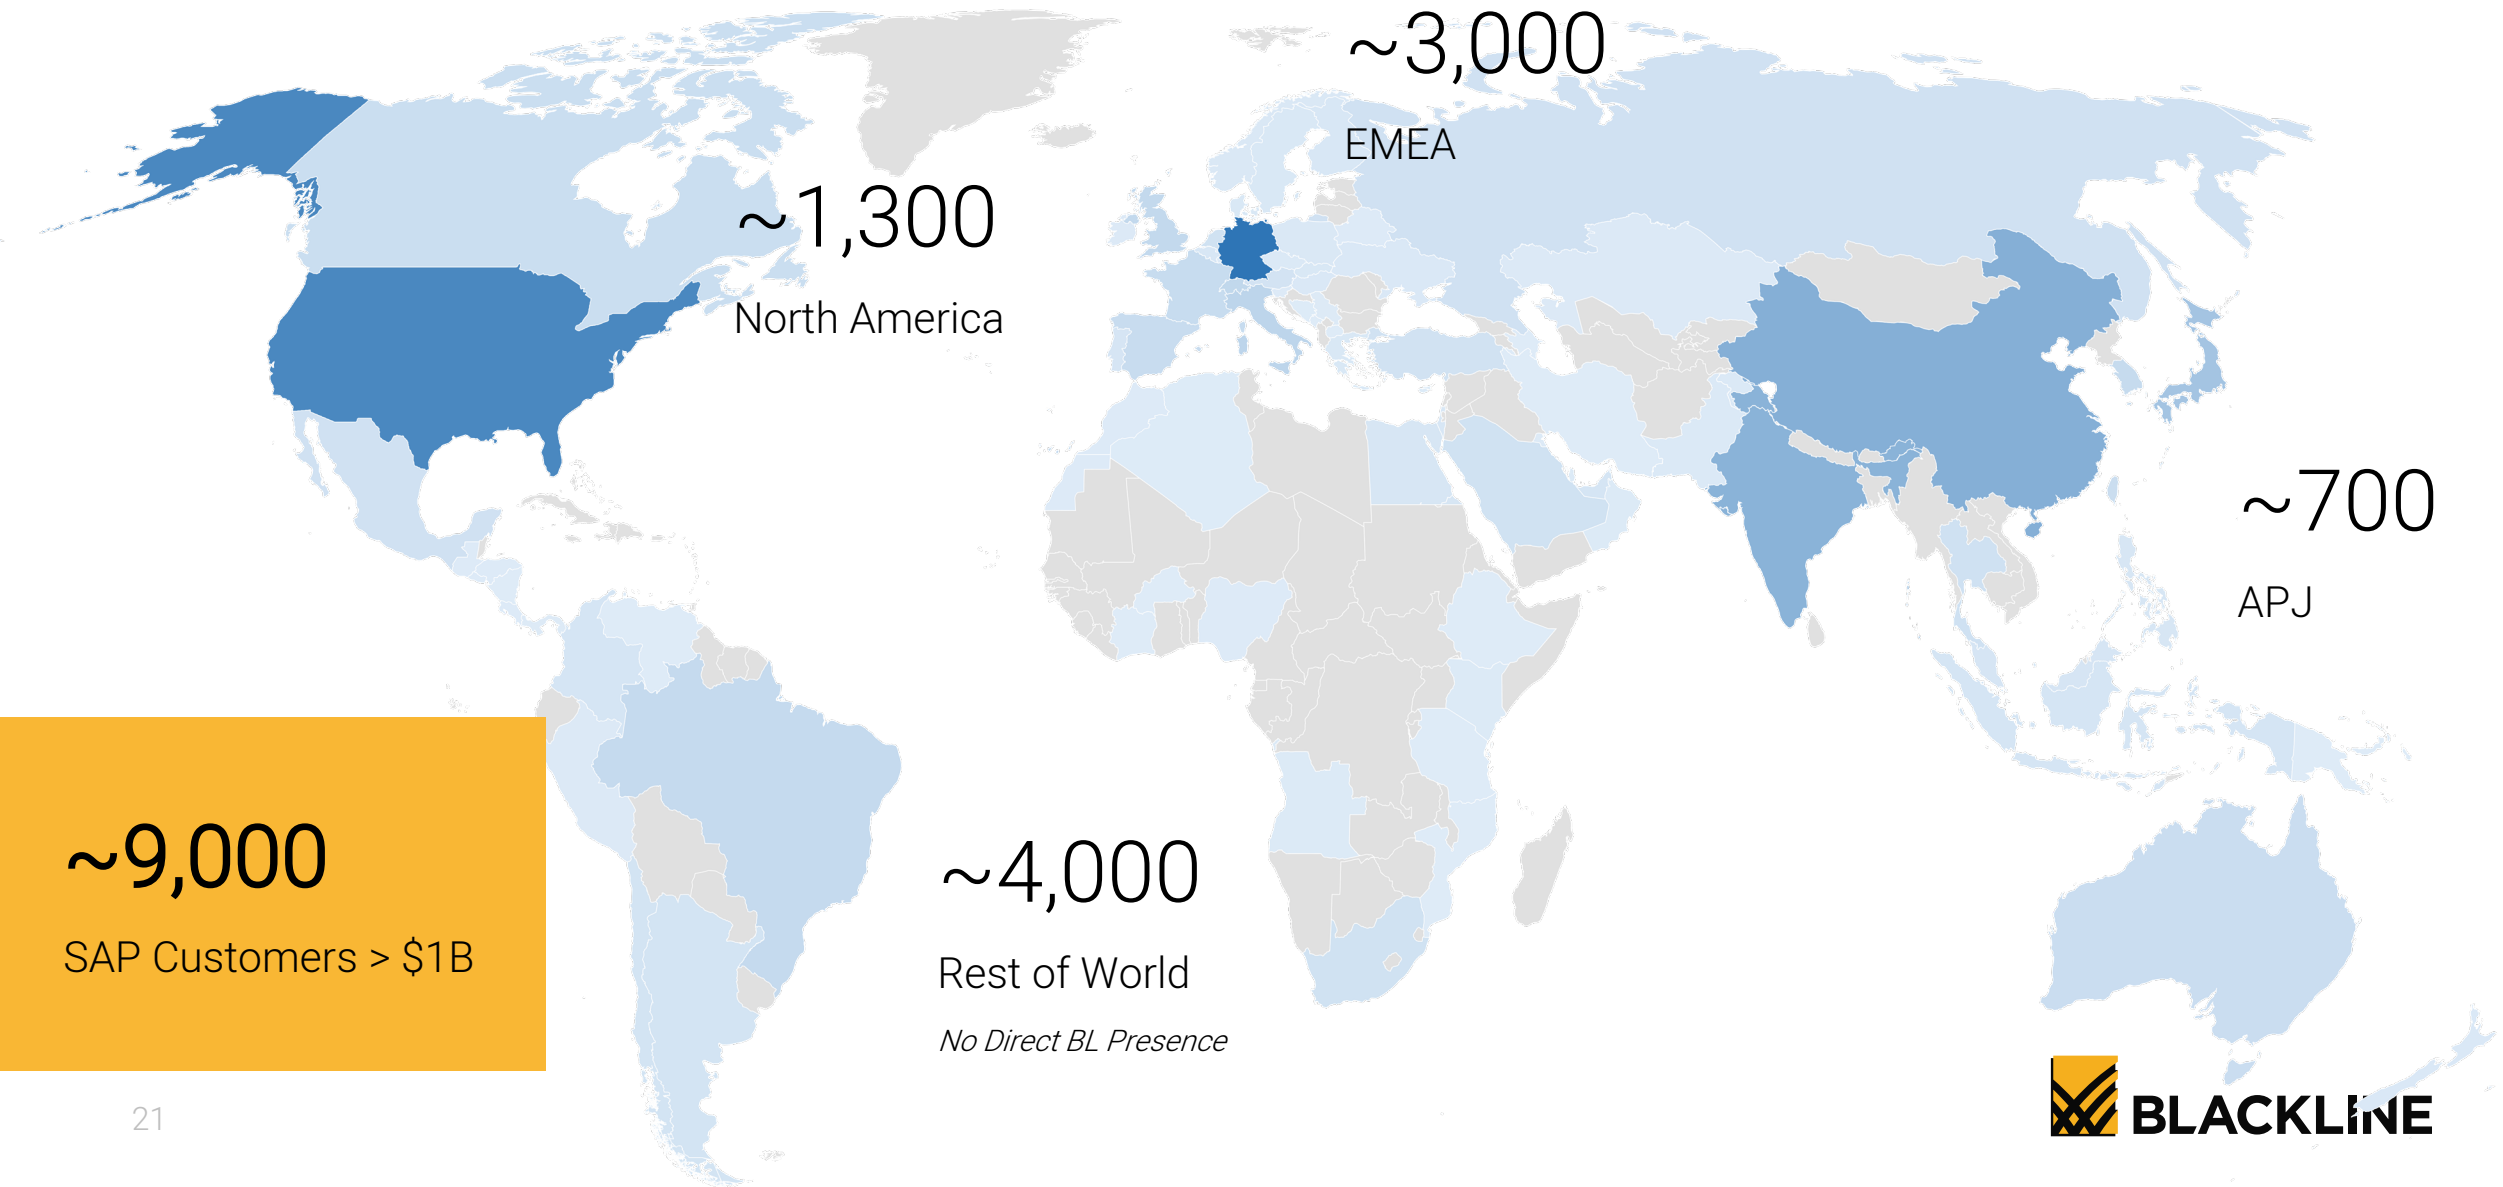 ~3,000
EMEA
~1,300
North America
~700
APJ
~9,000
SAP Customers > $1B
~4,000
Rest of World
No Direct BL Presence
21
BLACKLINE